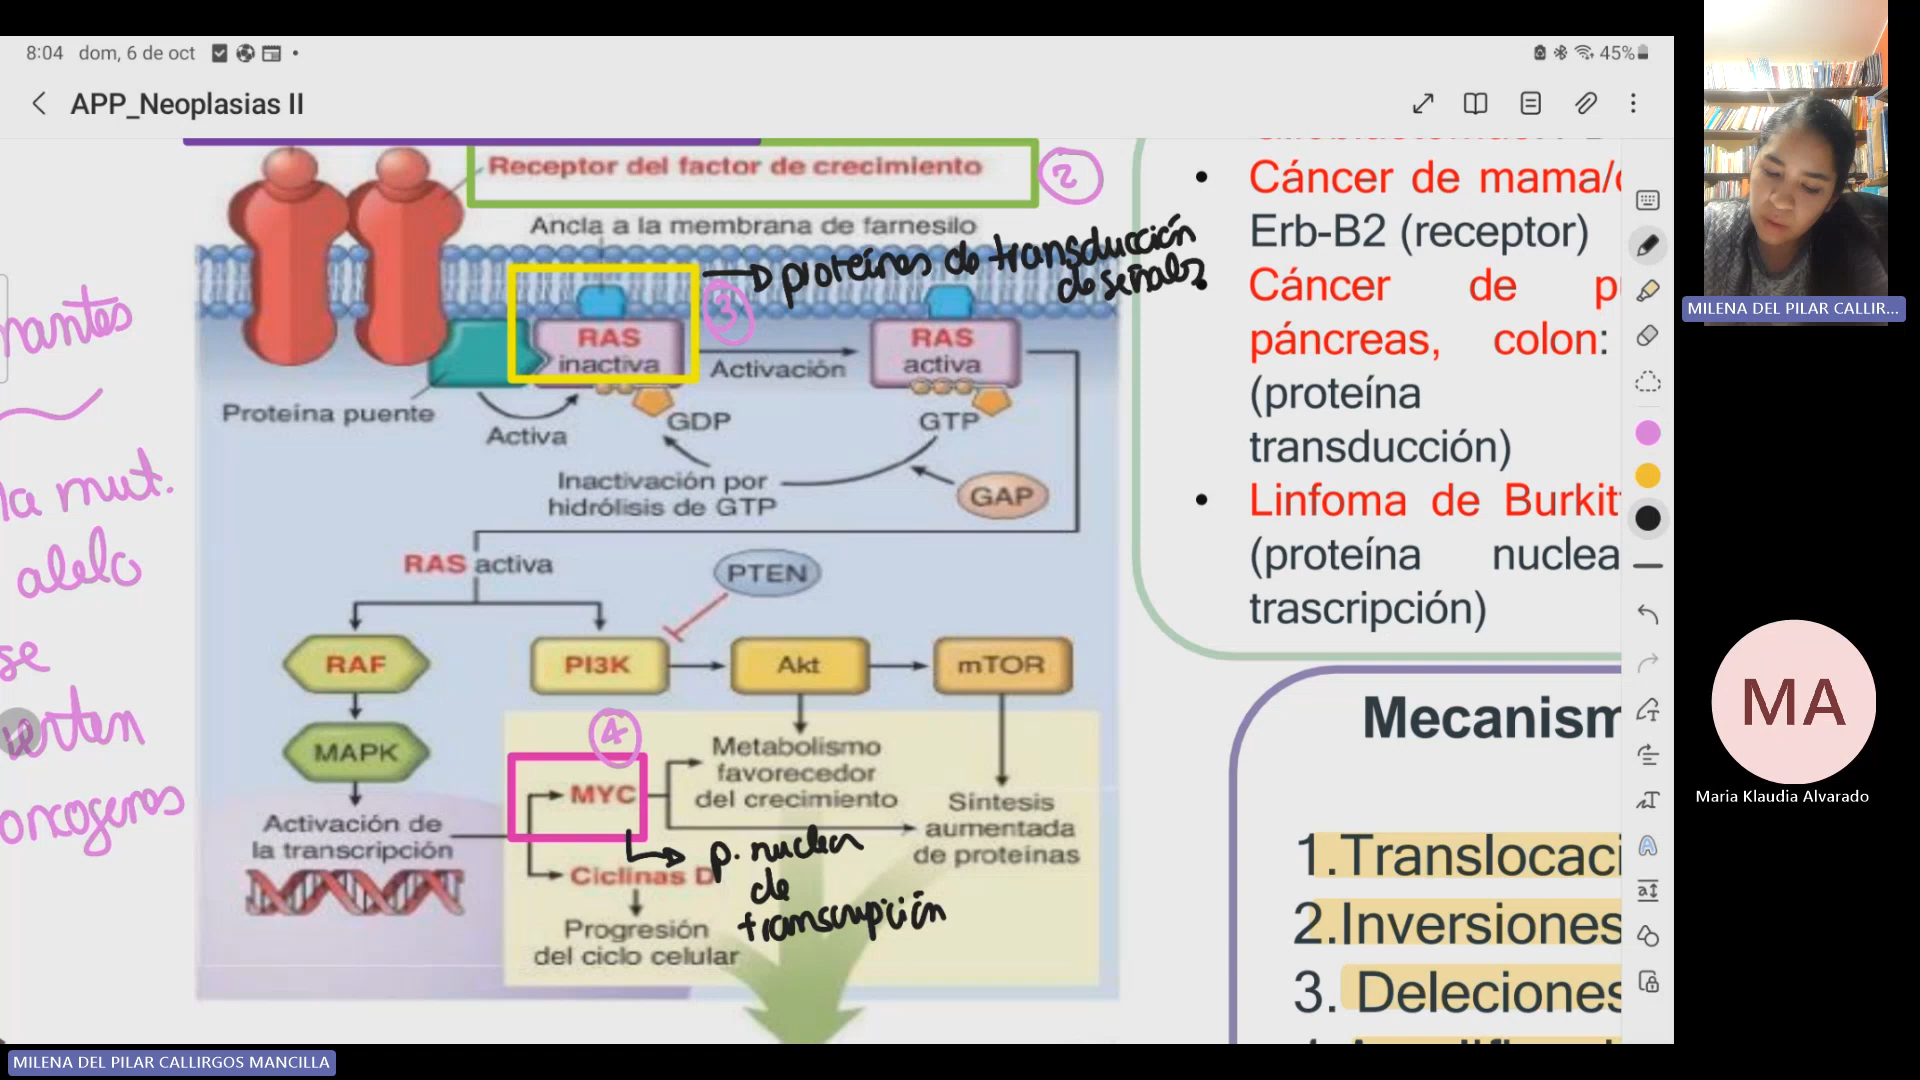 8:04 dom, 6 de oct
45%
APP_Neoplasias II
Receptor del factor de crecimiento
2
Ancla a la membrana de farnesilo
proteínas de transducción
de señales
3
RAS
inactiva
Activación
RAS
activa
Proteína puente
Activa
GDP
GTP
Inactivación por
hidrólisis de GTP
GAP
RAS activa
PTEN
RAF
PI3K
Akt
mTOR
MAPK
4
MYC
Metabolismo
favorecedor
del crecimiento
Síntesis
aumentada
de proteínas
Activación de
la transcripción
Ciclinas D
p. nuclear
de
transcripción
Progresión
del ciclo celular
nantes
la mut.
alelo
se
oncogenes
Cáncer de mama/
Erb-B2 (receptor)
Cáncer de p
páncreas, colon:
(proteína
transducción)
Linfoma de Burkit
(proteína nuclea
trascripción)
Mecanism
1.Translocaci
2.Inversiones
3. Deleciones
MILENA DEL PILAR CALLIR...
MA
Maria Klaudia Alvarado
MILENA DEL PILAR CALLIRGOS MANCILLA